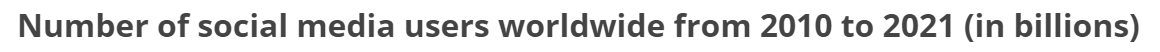 Number of social media users worldwide from 2010 to 2021 (in billions)